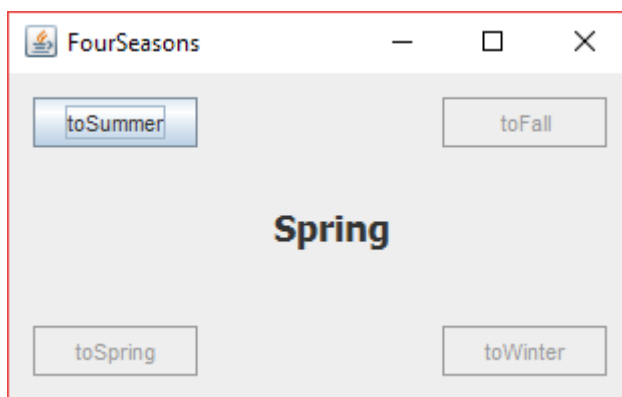 FourSeasons
toSummer
toFall
Spring
toSpring
toWinter